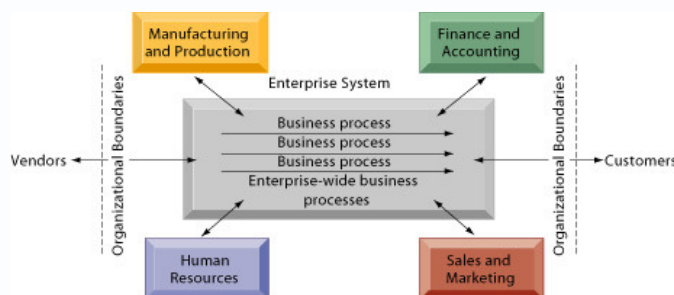 Manufacturing
and Production
Finance and
Accounting
Enterprise System
Organizational Boundaries
Business process
Business process
Business process
Enterprise-wide business
processes
Vendors
Customers
Organizational Boundaries
Human
Resources
Sales and
Marketing